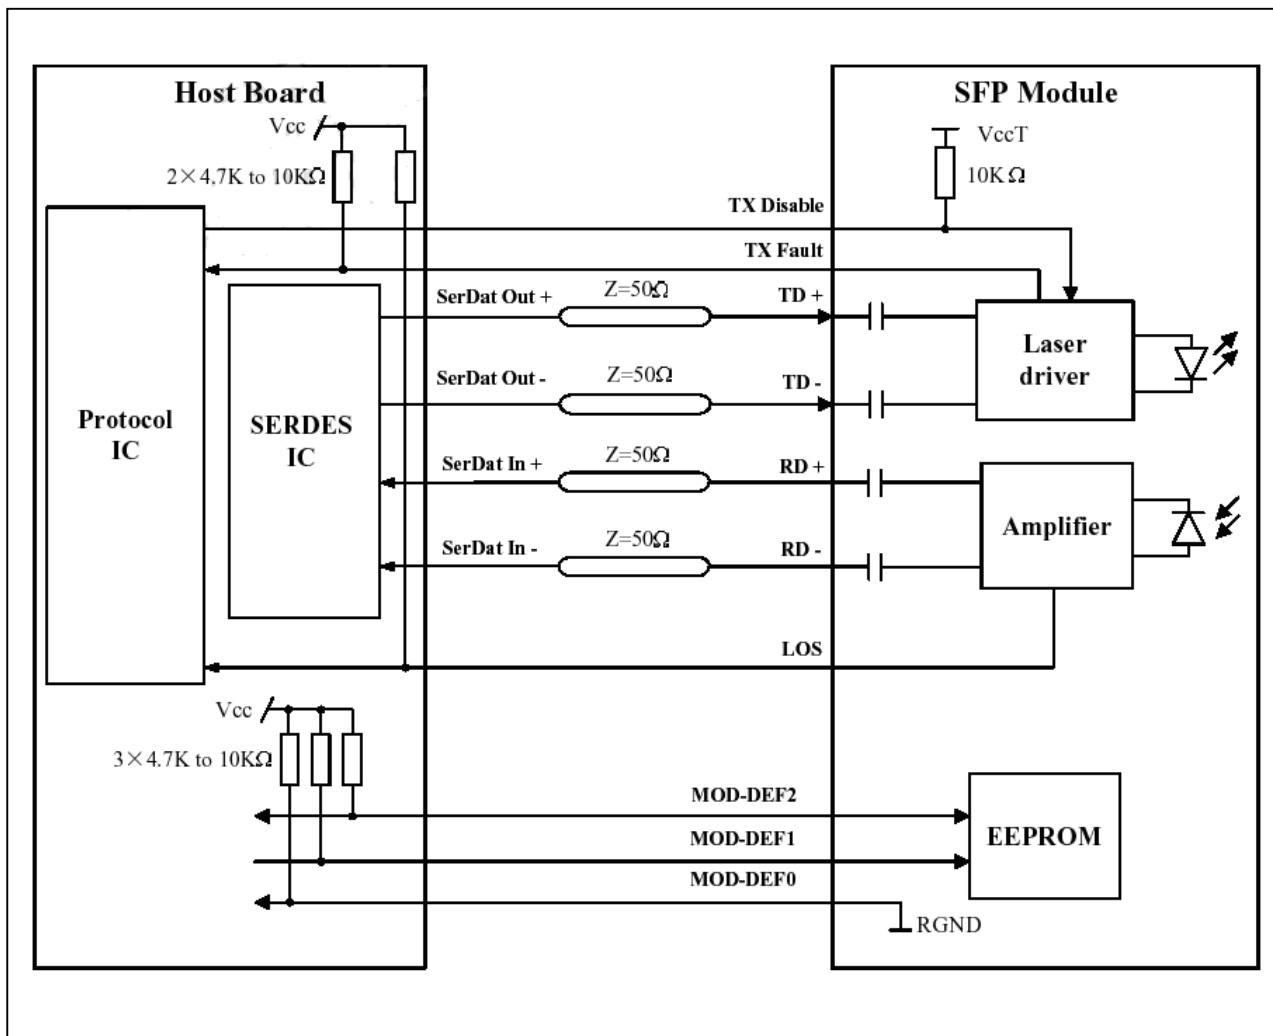 Host Board
SFP Module
Vcc
VccT
2×4,7K to 10KΩ
10KΩ
TX Disable
TX Fault
SerDat Out +
Z=50Ω
TD +
Laser
driver
SerDat Out -
Z=50Ω
TD -
Protocol
IC
SERDES
IC
SerDat In +
Z=50Ω
RD +
Amplifier
SerDat In -
Z=50Ω
RD -
LOS
Vcc
3×4.7K to 10KΩ
MOD-DEF2
EEPROM
MOD-DEF1
MOD-DEF0
RGND